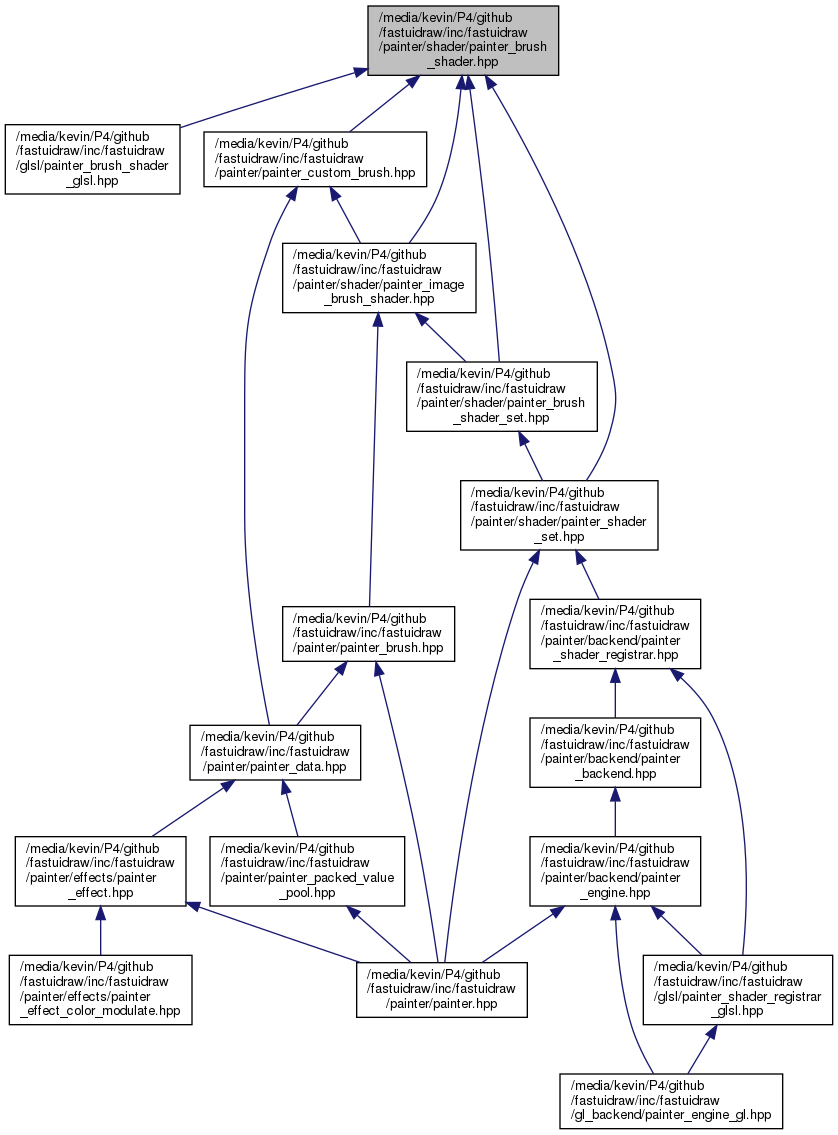 /media/kevin/P4/github
/fastuidraw/inc/fastuidraw
/painter/shader/painter_brush
_shader.hpp
/media/kevin/P4/github
/fastuidraw/inc/fastuidraw
/glsl/painter_brush_shader
_glsl.hpp
/media/kevin/P4/github
/fastuidraw/inc/fastuidraw
/painter/painter_custom_brush.hpp
/media/kevin/P4/github
/fastuidraw/inc/fastuidraw
/painter/shader/painter_image
_brush_shader.hpp
/media/kevin/P4/github
/fastuidraw/inc/fastuidraw
/painter/shader/painter_brush
_shader_set.hpp
/media/kevin/P4/github
/fastuidraw/inc/fastuidraw
/painter/shader/painter_shader
_set.hpp
/media/kevin/P4/github
/fastuidraw/inc/fastuidraw
/painter/painter_brush.hpp
/media/kevin/P4/github
/fastuidraw/inc/fastuidraw
/painter/backend/painter
_shader_registrar.hpp
/media/kevin/P4/github
/fastuidraw/inc/fastuidraw
/painter/painter_data.hpp
/media/kevin/P4/github
/fastuidraw/inc/fastuidraw
/painter/backend/painter
_backend.hpp
/media/kevin/P4/github
/fastuidraw/inc/fastuidraw
/painter/effects/painter
_effect.hpp
/media/kevin/P4/github
/fastuidraw/inc/fastuidraw
/painter/painter_packed_value
_pool.hpp
/media/kevin/P4/github
/fastuidraw/inc/fastuidraw
/painter/backend/painter
_engine.hpp
/media/kevin/P4/github
/fastuidraw/inc/fastuidraw
/painter/effects/painter
_effect_color_modulate.hpp
/media/kevin/P4/github
/fastuidraw/inc/fastuidraw
/painter/painter.hpp
/media/kevin/P4/github
/fastuidraw/inc/fastuidraw
/glsl/painter_shader_registrar
_glsl.hpp
/media/kevin/P4/github
/fastuidraw/inc/fastuidraw
/gl_backend/painter_engine_gl.hpp